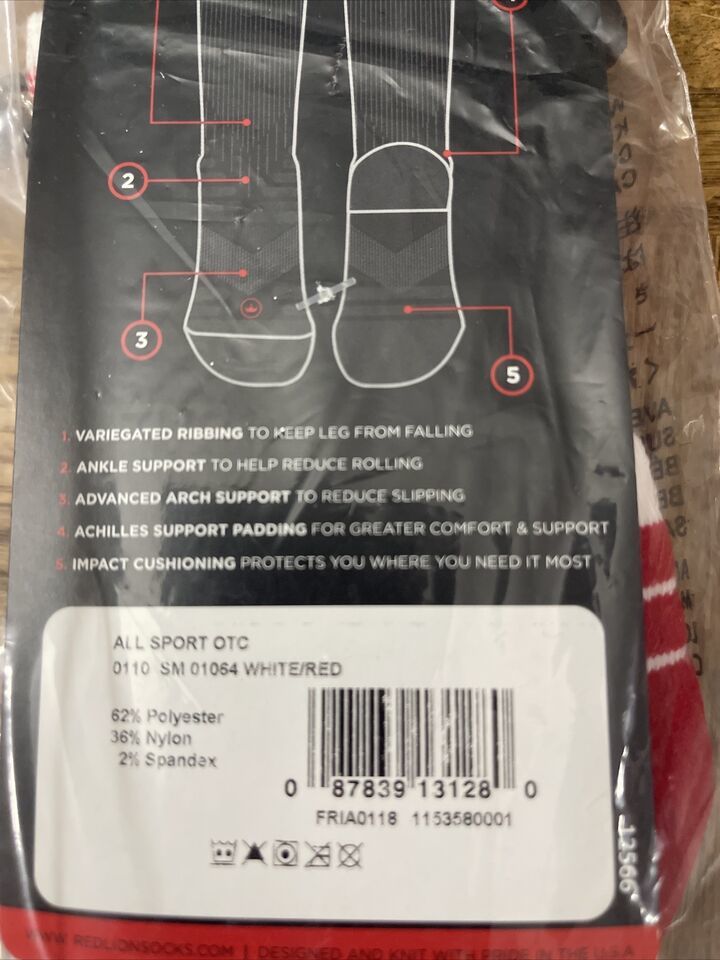 2
3
5
1. VARIEGATED RIBBING TO KEEP LEG FROM FALLING
2. ANKLE SUPPORT TO HELP REDUCE ROLLING
3. ADVANCED ARCH SUPPORT TO REDUCE SLIPPING
4. ACHILLES SUPPORT PADDING FOR GREATER COMFORT & SUPPORT
5. IMPACT CUSHIONING PROTECTS YOU WHERE YOU NEED IT MOST
ALL SPORT OTC
0110 SM 01064 WHITE/RED
62% Polyester
36% Nylon
2% Spandex
0 87839 13128 0
FRIA0118 1153580001
12566
WWW.REDLIONSOCKS.COM | DESIGNED AND KNIT WITH PRIDE IN THE U.S.A